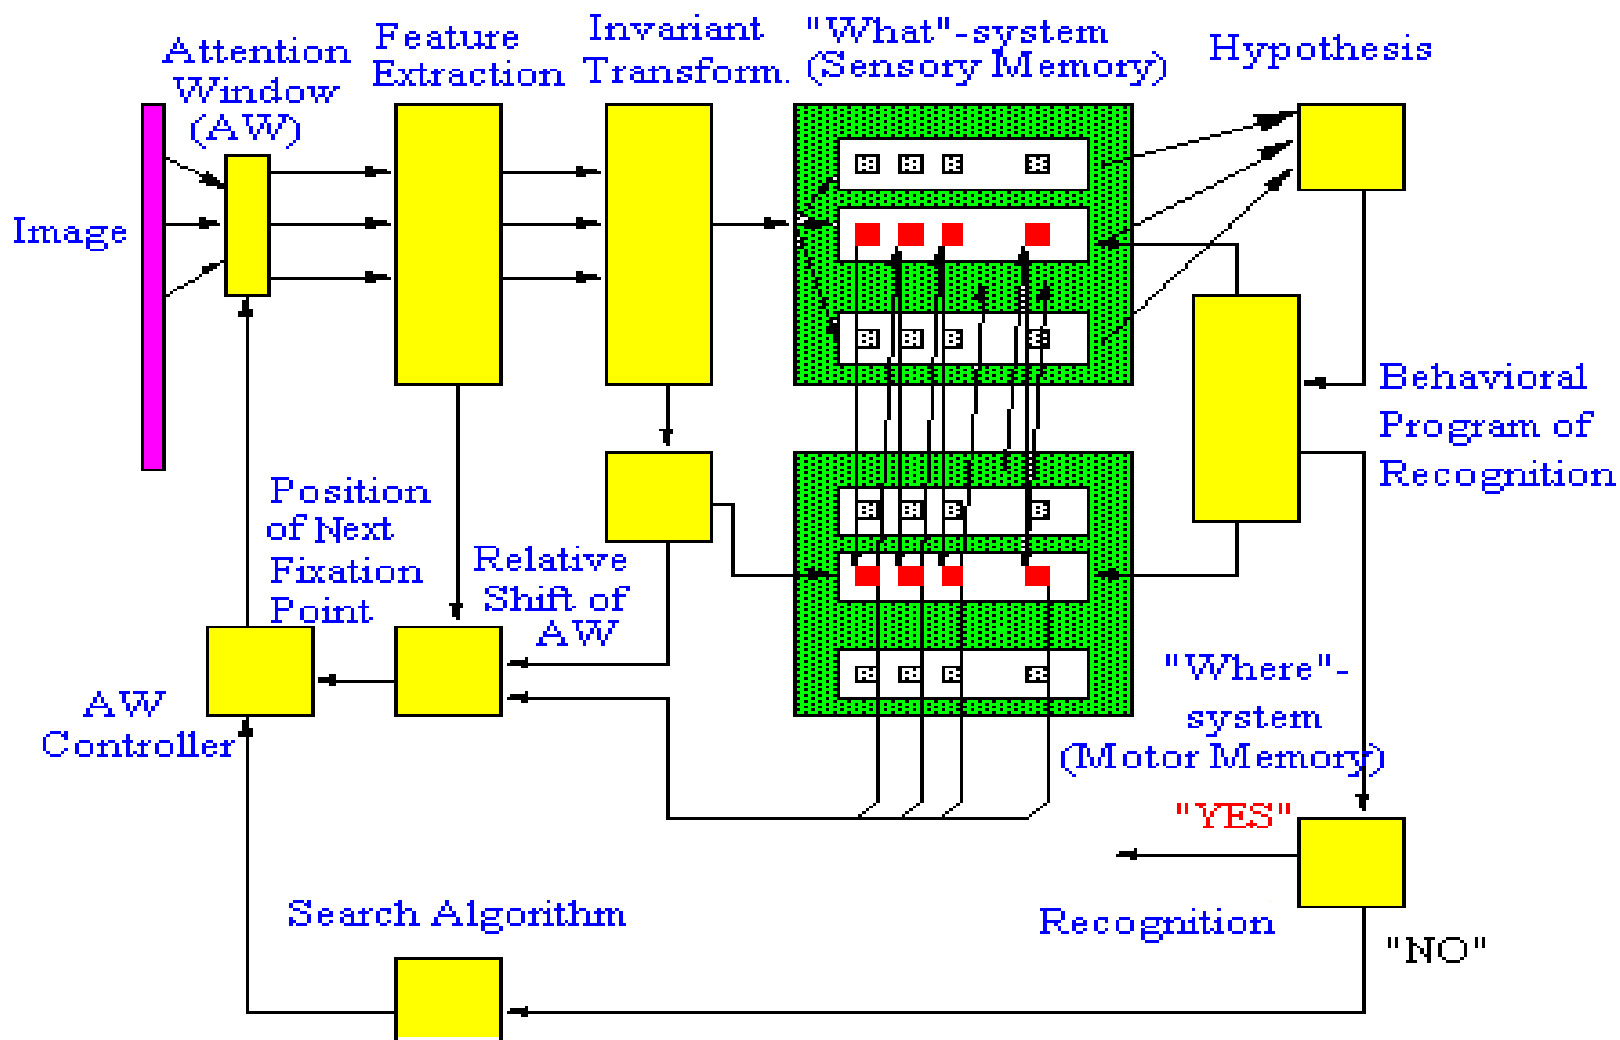 Attention
Window
(AW)
Feature
Extraction
Invariant
Transform.
"What"-system
(Sensory Memory)
Hypothesis
Image
Behavioral
Program of
Recognition
Position
of Next
Fixation
Point
Relative
Shift of
AW
AW
Controller
"Where"-
system
(Motor Memory)
"YES"
Recognition
"NO"
Search Algorithm